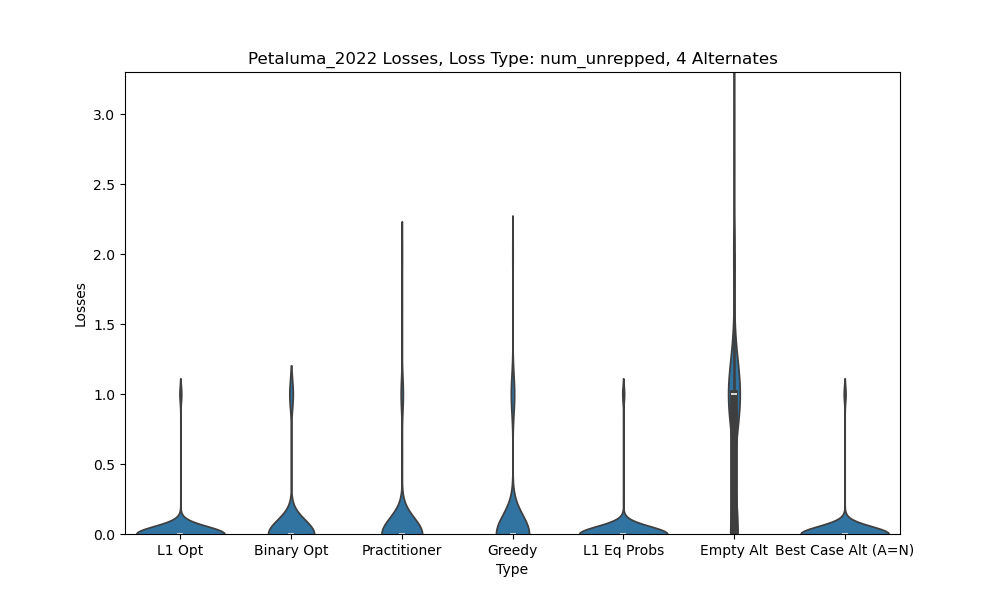 Petaluma_2022 Losses, Loss Type: num_unrepped, 4 Alternates
Losses
3.0
2.5
2.0
1.5
1.0
0.5
0.0
L1 Opt
Binary Opt
Practitioner
Greedy
L1 Eq Probs
Empty Alt
Best Case Alt (A=N)
Type